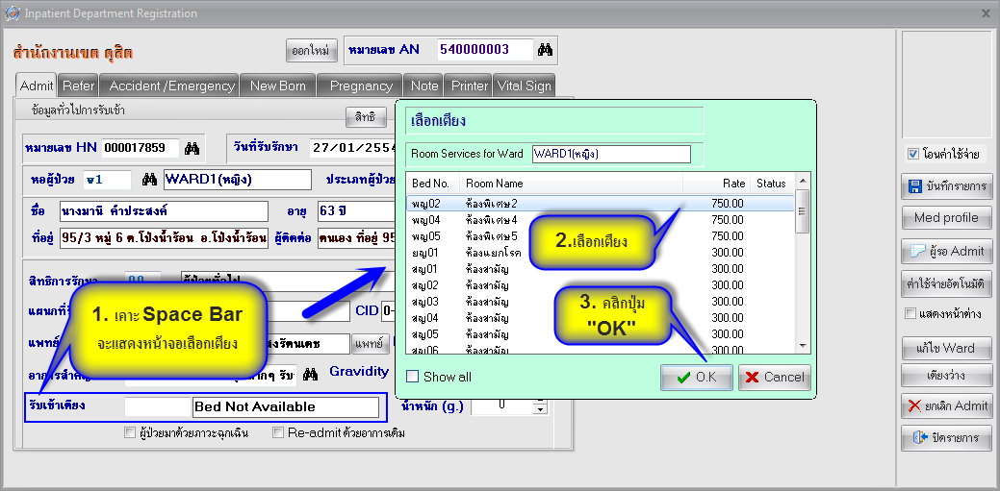 Inpatient Department Registration
สำนักงานเขต ดุสิต
ออกใหม่
หมายเลข AN 540000003
Admit Refer Accident /Emergency New Born Pregnancy Note Printer Vital Sign
ข้อมูลทั่วไปการรับเข้า
สิทธิ
หมายเลข HN 000017859 วันที่รับรักษา 27/01/2554
หอผู้ป่วย พ1 WARD1(หญิง) ประเภทผู้ป่วย
ชื่อ นางมานี คำประสงค์ อายุ 63 ปี
ที่อยู่ 95/3 หมู่ 6 ต.โป่งน้ำร้อน อ.โป่งน้ำร้อน ผู้ติดต่อ ตนเอง ที่อยู่ 95
สิทธิการรักษา ผู้ป่วยทั่วไป
แผนกที่รั CID 0-
แพทย์ แพทย์
อาการสำคัญ Gravidity
รับเข้าเตียง Bed Not Available น้ำหนัก (g.) 0
ผู้ป่วยมาด้วยภาวะฉุกเฉิน Re-admit ด้วยอาการเดิม
1. เคาะ Space Bar
จะแสดงหน้าจอเลือกเตียง
เลือกเตียง
Room Services for Ward WARD1(หญิง)
Bed No. Room Name Rate Status
พญ02 ห้องพิเศษ2 750.00
พญ04 ห้องพิเศษ4 750.00
พญ05 ห้องพิเศษ5 750.00
ยญ01 ห้องแยกโรค 300.00
สญ01 ห้องสามัญ 300.00
สญ02 ห้องสามัญ 300.00
สญ03 ห้องสามัญ 300.00
สญ04 ห้องสามัญ 300.00
สญ05 ห้องสามัญ 300.00
สญ06 ห้องสามัญ 300.00
2.เลือกเตียง
3. คลิกปุ่ม
"OK"
Show all O.K Cancel
โอนค่าใช้จ่าย
บันทึกรายการ
Med profile
ผู้รอ Admit
ค่าใช้จ่ายอัตโนมัติ
แสดงหน้าต่าง
แก้ไข Ward
เตียงว่าง
ยกเลิก Admit
ปิดรายการ